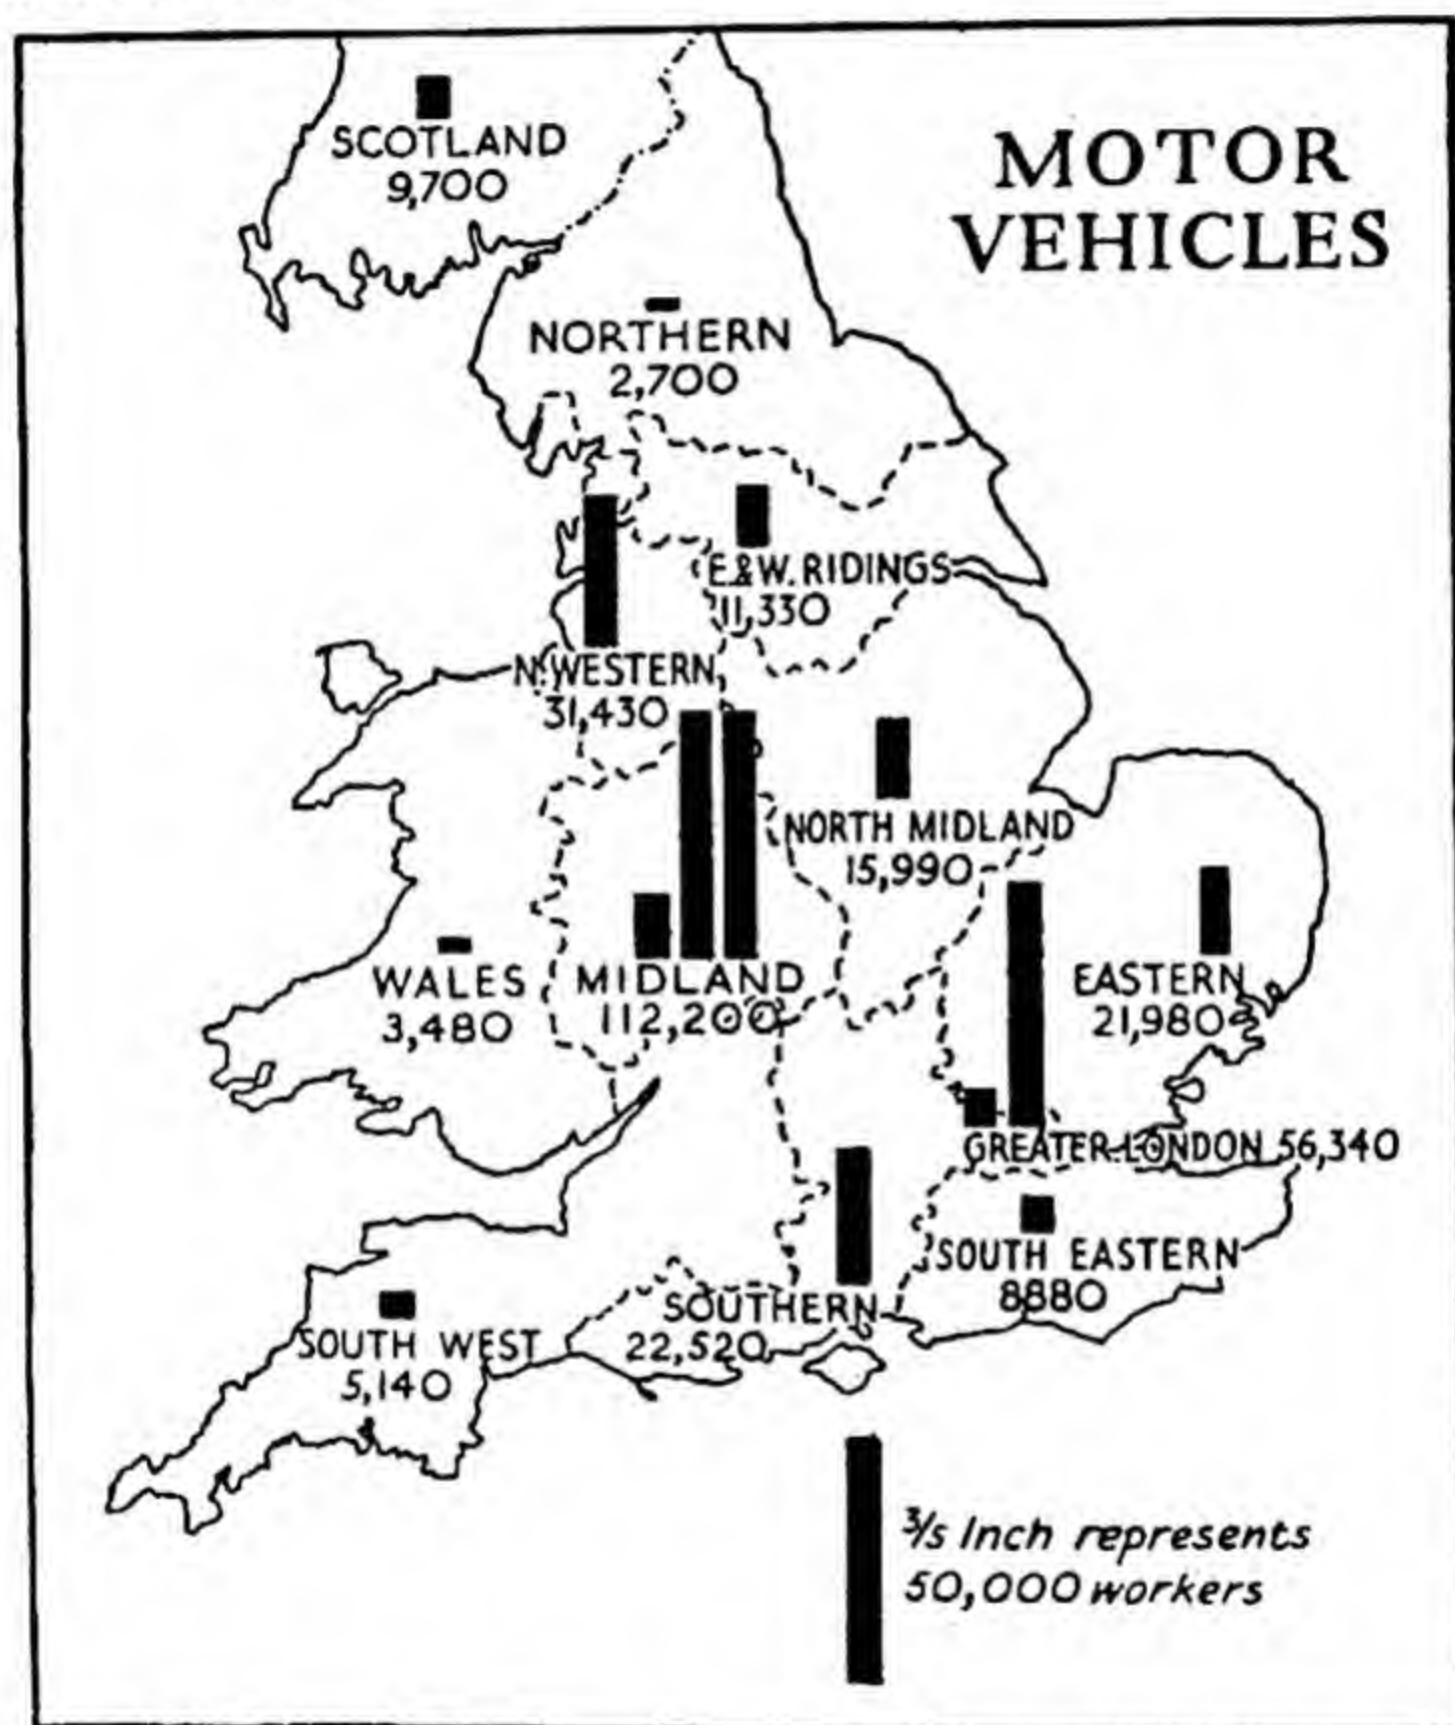 MOTOR
VEHICLES
SCOTLAND
9,700
NORTHERN
2,700
E.&W. RIDINGS
11,330
N. WESTERN
31,430
NORTH MIDLAND
15,990
WALES
3,480
MIDLAND
112,200
EASTERN
21,980
GREATER LONDON 56,340
SOUTH EASTERN
8880
SOUTHERN
22,520
SOUTH WEST
5,140
3/5 Inch represents
50,000 workers